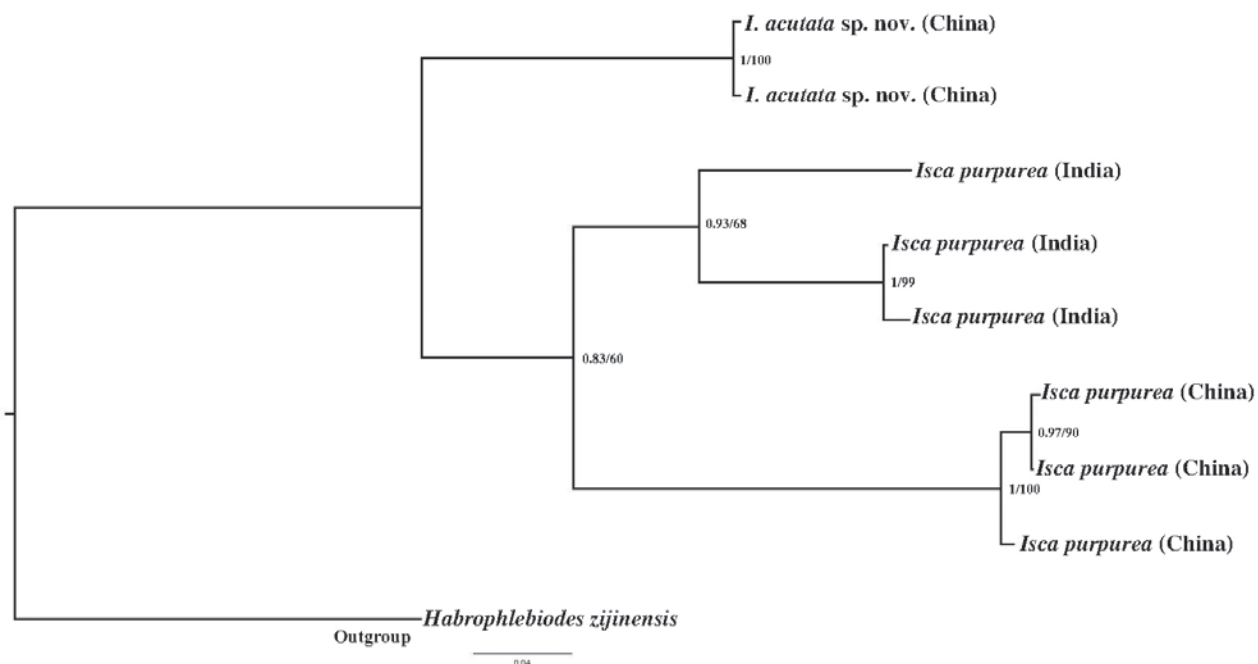 I. acutata sp. nov. (China)
1/100
I. acutata sp. nov. (China)
Isca purpurea (India)
0.93/68
Isca purpurea (India)
1/99
Isca purpurea (India)
0.83/60
Isca purpurea (China)
0.97/90
Isca purpurea (China)
1/100
Isca purpurea (China)
Habrophlebiodes zijinensis
Outgroup
0.04